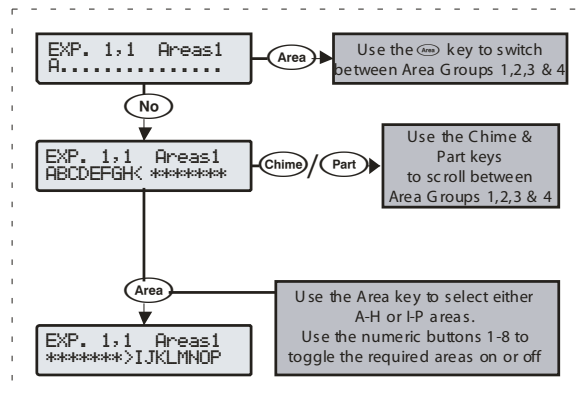 EXP. 1,1 Areas1
A..............
Area
Use the Area key to switch
between Area Groups 1,2,3 & 4
No
EXP. 1,1 Areas1
ABCDEFGH< *******
Chime / Part
Use the Chime &
Part keys
to scroll between
Area Groups 1,2,3 & 4
Area
Use the Area key to select either
A-H or I-P areas.
Use the numeric buttons 1-8 to
toggle the required areas on or off
EXP. 1,1 Areas1
*******>IJKLMNOP